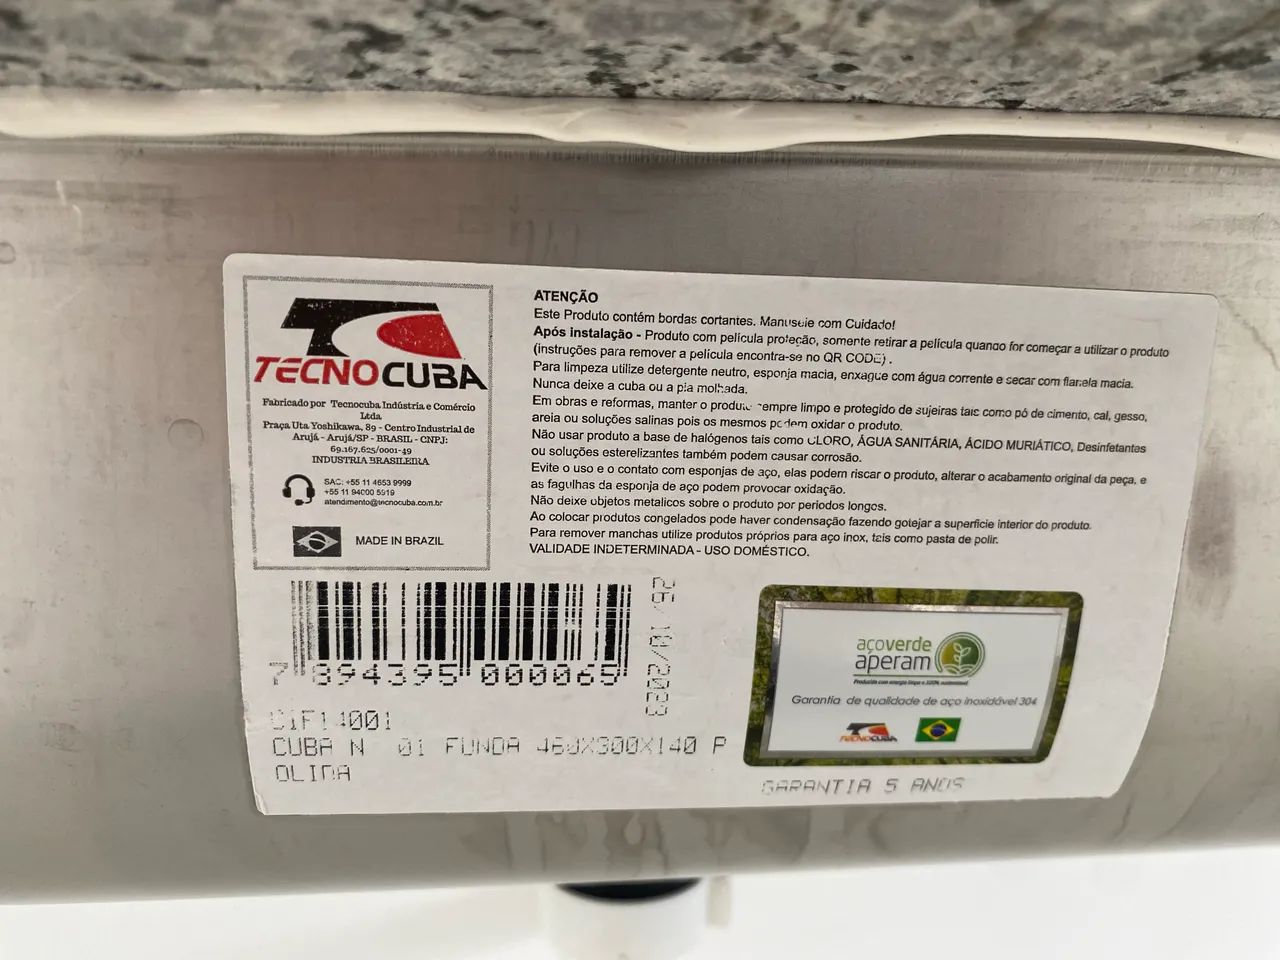 TECNOCUBA
Fabricado por Tecnocuba Indústria e Comércio
Ltda
Praça Uta Yoshikawa, 89 - Centro Industrial de
Arujá - Arujá/SP - BRASIL - CNPJ:
69.167.625/0001-49
INDUSTRIA BRASILEIRA
SAC: +55 11 4653 9999
+55 11 94000 5519
atendimento@tecnocuba.com.br
MADE IN BRAZIL
ATENÇÃO
Este Produto contém bordas cortantes. Manuseie com Cuidado!
Após instalação - Produto com película proteção, somente retirar a película quando for começar a utilizar o produto
(instruções para remover a película encontra-se no QR CODE) .
Para limpeza utilize detergente neutro, esponja macia, enxague com água corrente e secar com flanela macia.
Nunca deixe a cuba ou a pia molhada.
Em obras e reformas, manter o produto sempre limpo e protegido de sujeiras tais como pó de cimento, cal, gesso,
areia ou soluções salinas pois os mesmos podem oxidar o produto.
Não usar produto a base de halógenos tais como CLORO, ÁGUA SANITÁRIA, ÁCIDO MURIÁTICO, Desinfetantes
ou soluções esterelizantes também podem causar corrosão.
Evite o uso e o contato com esponjas de aço, elas podem riscar o produto, alterar o acabamento original da peça, e
as fagulhas da esponja de aço podem provocar oxidação.
Não deixe objetos metalicos sobre o produto por periodos longos.
Ao colocar produtos congelados pode haver condensação fazendo gotejar a superficie interior do produto.
Para remover manchas utilize produtos próprios para aço inox, tais como pasta de polir.
VALIDADE INDETERMINADA - USO DOMÉSTICO.
7 894395 000065
CIF14001
CUBA N 01 FUNDA 460X300X140 P
OLIDA
açoverde
aperam
Produzido com energia limpa e 100% sustentável
Garantia de qualidade de aço inoxidável 304
TECNOCUBA
GARANTIA 5 ANOS